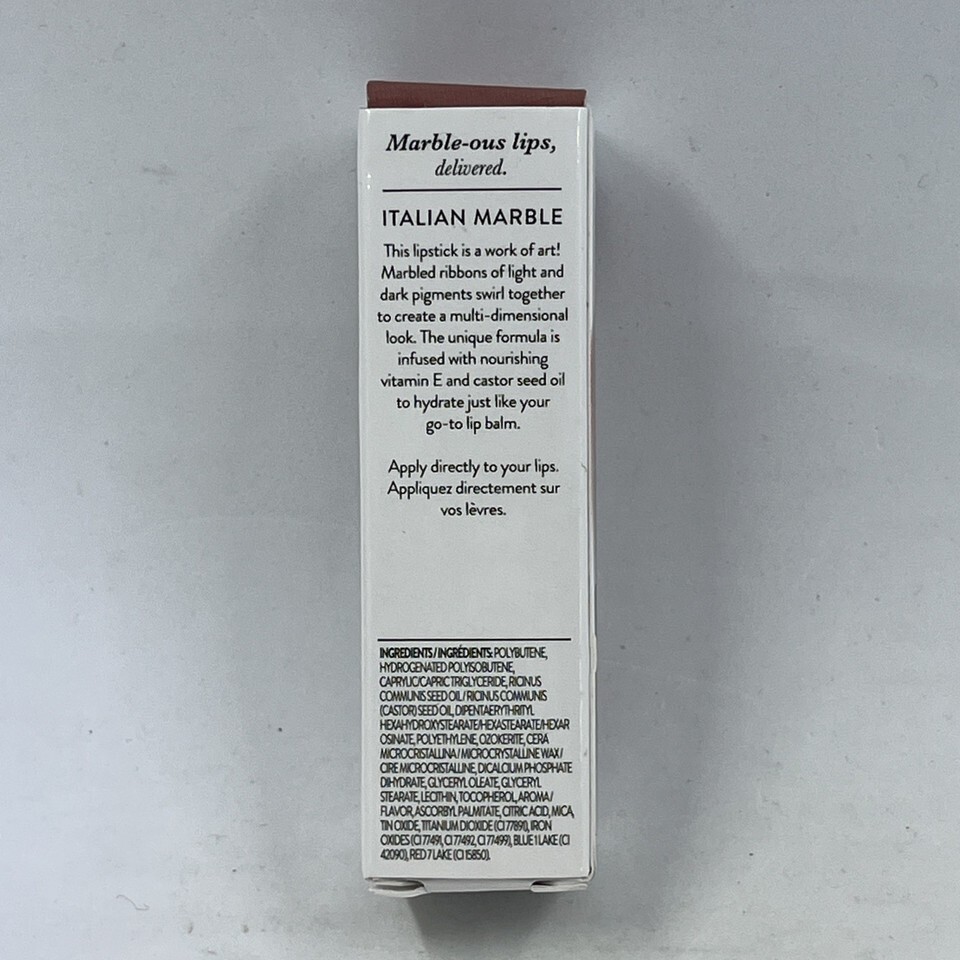 Marble-ous lips,
delivered.
ITALIAN MARBLE
This lipstick is a work of art!
Marbled ribbons of light and
dark pigments swirl together
to create a multi-dimensional
look. The unique formula is
infused with nourishing
vitamin E and castor seed oil
to hydrate just like your
go-to lip balm.
Apply directly to your lips.
Appliquez directement sur
vos lèvres.
INGREDIENTS / INGRÉDIENTS: POLYBUTENE,
HYDROGENATED POLYISOBUTENE,
CAPRYLIC/CAPRIC TRIGLYCERIDE, RICINUS
COMMUNIS SEED OIL / RICINUS COMMUNIS
(CASTOR) SEED OIL, DIPENTAERYTHRITYL
HEXAHYDROXYSTEARATE/HEXASTEARATE/HEXAR
OSINATE, POLYETHYLENE, OZOKERITE, CERA
MICROCRISTALLINA / MICROCRYSTALLINE WAX /
CIRE MICROCRISTALLINE, DICALCIUM PHOSPHATE
DIHYDRATE, GLYCERYL OLEATE, GLYCERYL
STEARATE, LECITHIN, TOCOPHEROL, AROMA /
FLAVOR, ASCORBYL PALMITATE, CITRIC ACID, MICA,
TIN OXIDE, TITANIUM DIOXIDE (CI 77891), IRON
OXIDES (CI 77491, CI 77492, CI 77499), BLUE 1 LAKE (CI
42090), RED 7 LAKE (CI 15850).